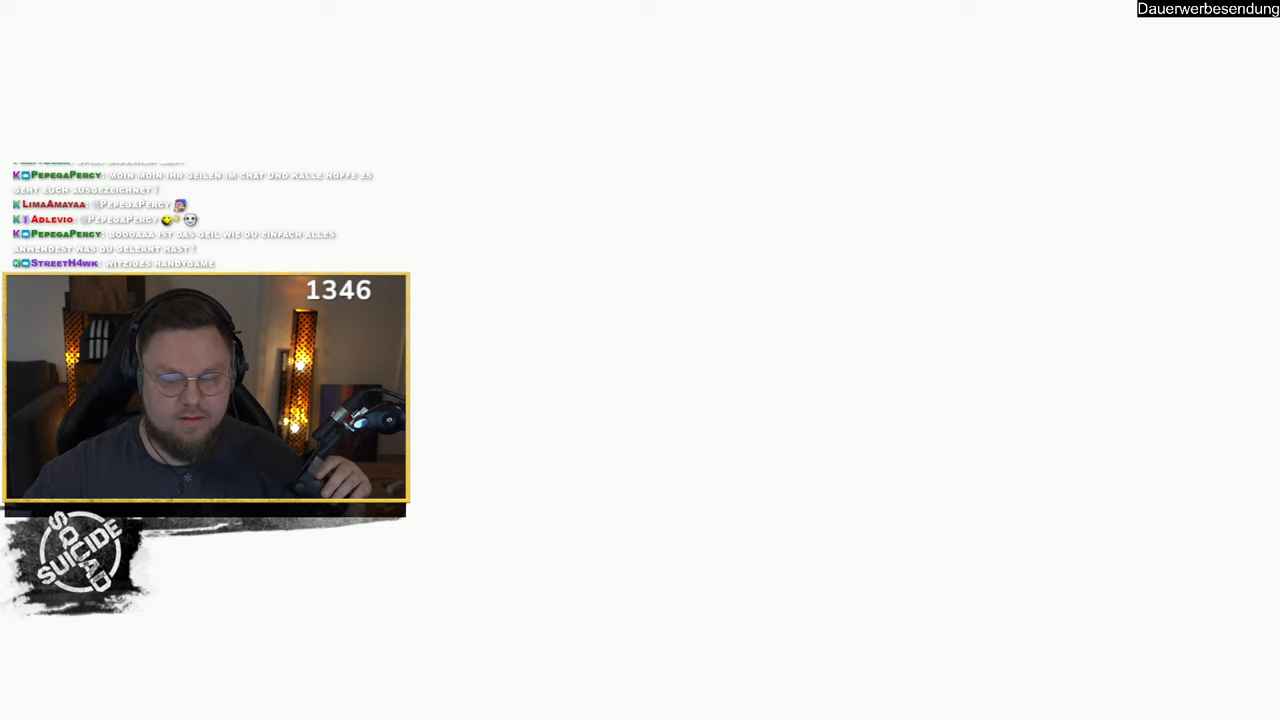 Dauerwerbesendung
PepegaPercy: moin moin ihr geilen im chat und kalle hoffe es
geht euch ausgezeichnet !
LimaAmayaa: @PepegaPercy
Adlevio: @PepegaPercy
PepegaPercy: boooaaa ist das geil wie du einfach alles
anwendest was du gelernt hast !
StreetH4wk: witziges handygame
1346
SUICIDE
SQUAD